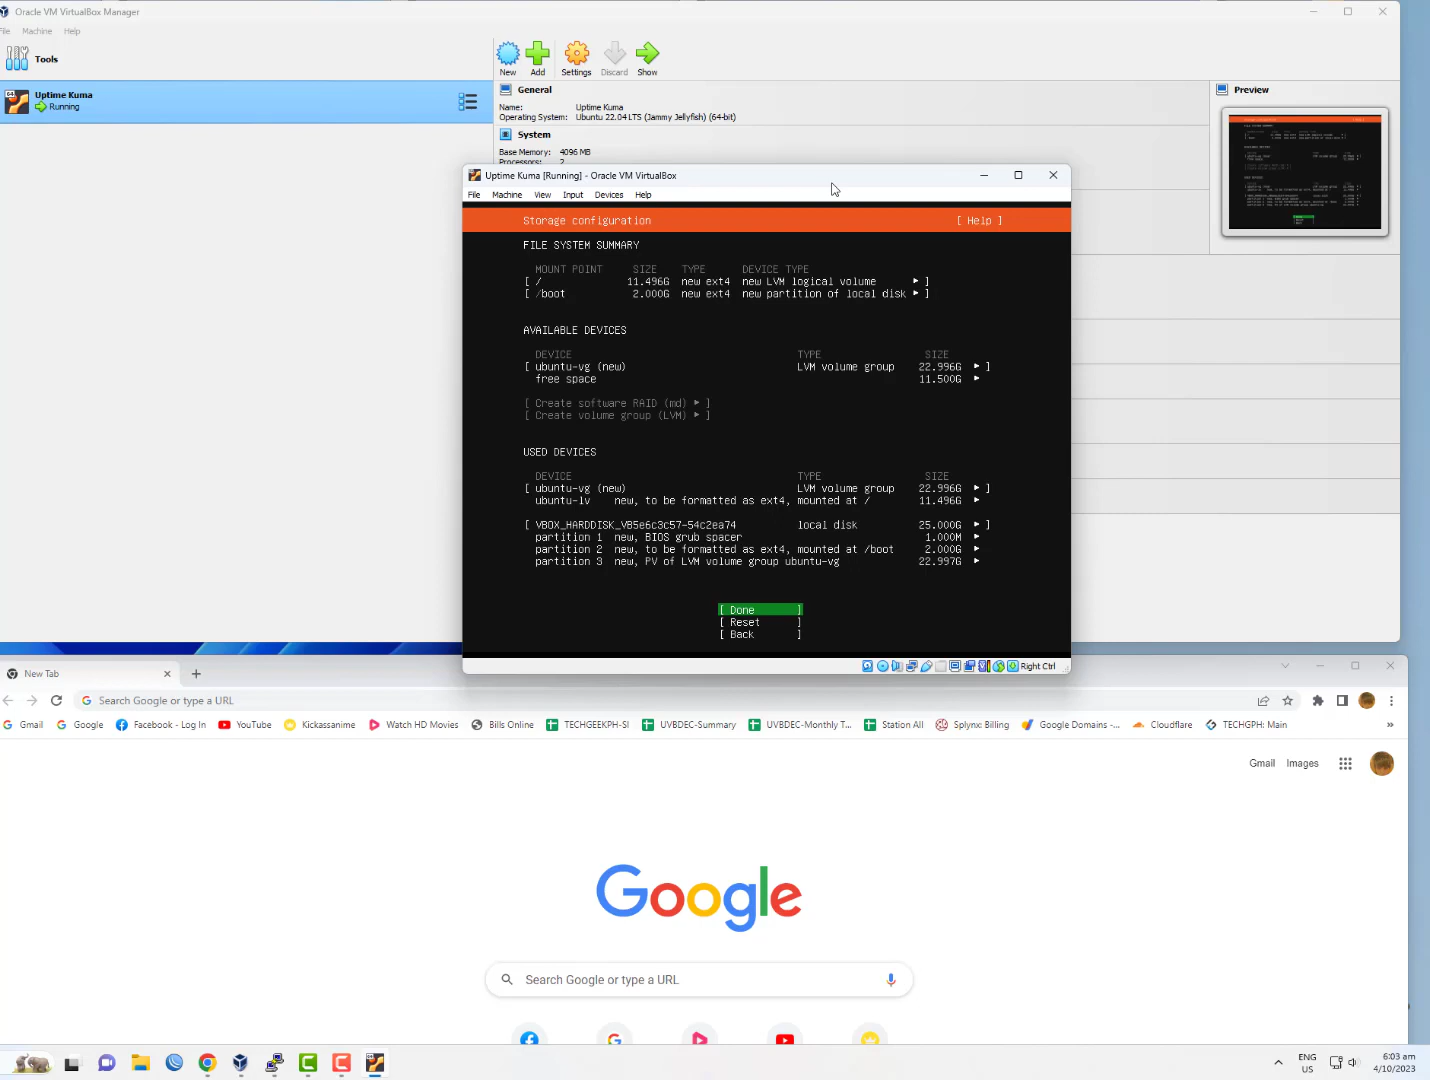 Oracle VM VirtualBox Manager
File Machine Help
Tools
New Add Settings Discard Show
Uptime Kuma
Running
General
Name: Uptime Kuma
Operating System: Ubuntu 22.04 LTS (Jammy Jellyfish) (64-bit)
System
Base Memory: 4096 MB
Processors: 2
Preview
Uptime Kuma [Running] - Oracle VM VirtualBox
File Machine View Input Devices Help
Storage configuration [ Help ]
FILE SYSTEM SUMMARY
MOUNT POINT SIZE TYPE DEVICE TYPE
[ / 11.496G new ext4 new LVM logical volume ▸ ]
[ /boot 2.000G new ext4 new partition of local disk ▸ ]
AVAILABLE DEVICES
DEVICE TYPE SIZE
[ ubuntu-vg (new) LVM volume group 22.996G ▸ ]
free space 11.500G ▸
[ Create software RAID (md) ▸ ]
[ Create volume group (LVM) ▸ ]
USED DEVICES
DEVICE TYPE SIZE
[ ubuntu-vg (new) LVM volume group 22.996G ▸ ]
ubuntu-lv new, to be formatted as ext4, mounted at / 11.496G ▸
[ VBOX_HARDDISK_VB5e6c3c57-54c2ea74 local disk 25.000G ▸ ]
partition 1 new, BIOS grub spacer 1.000M ▸
partition 2 new, to be formatted as ext4, mounted at /boot 2.000G ▸
partition 3 new, PV of LVM volume group ubuntu-vg 22.997G ▸
[ Done ]
[ Reset ]
[ Back ]
Right Ctrl
New Tab
Search Google or type a URL
Gmail Google Facebook - Log In YouTube Kickassanime Watch HD Movies Bills Online TECHGEEKPH-SI UVBDEC-Summary UVBDEC-Monthly T... Station All Splynx: Billing Google Domains -... Cloudflare TECHGPH: Main »
Gmail Images
Google
Search Google or type a URL
ENG
US
6:03 am
4/10/2023